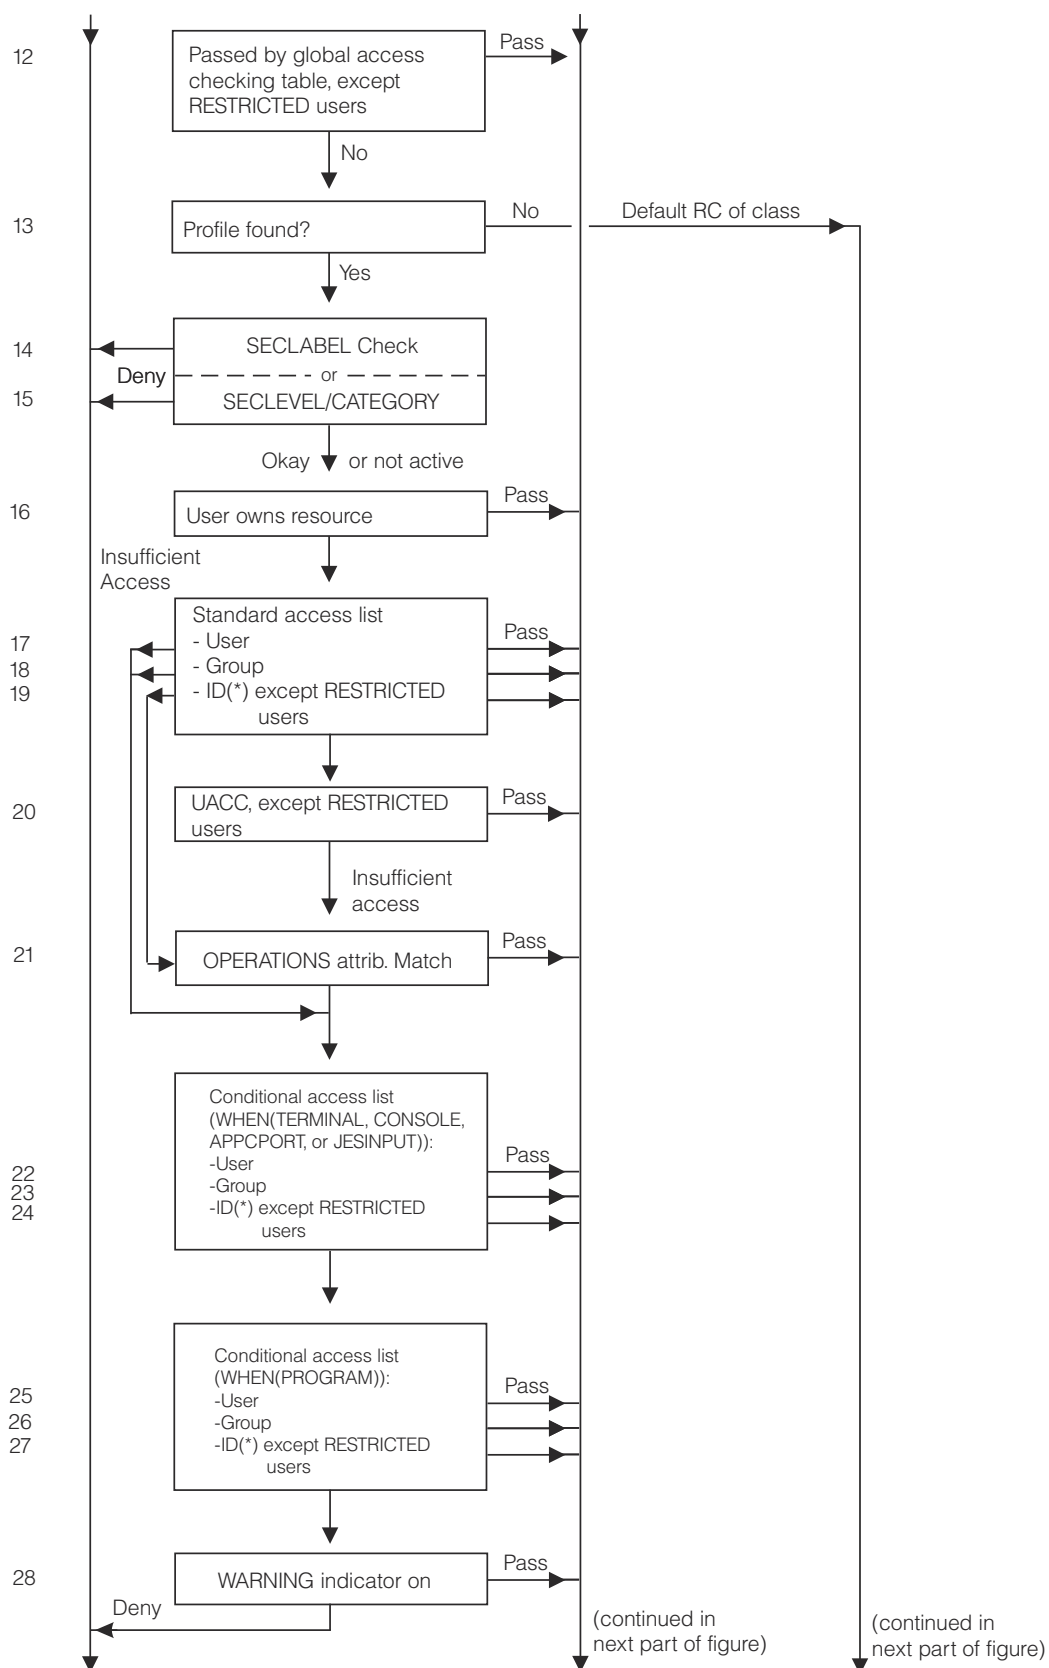 12
Passed by global access
checking table, except
RESTRICTED users
Pass
No
13
Profile found?
No
Default RC of class
Yes
14
SECLABEL Check
Deny
or
15
SECLEVEL/CATEGORY
Okay
or not active
16
User owns resource
Pass
Insufficient
Access
Standard access list
17
- User
Pass
18
- Group
19
- ID(*) except RESTRICTED
users
20
UACC, except RESTRICTED
users
Pass
Insufficient
access
21
OPERATIONS attrib. Match
Pass
Conditional access list
(WHEN(TERMINAL, CONSOLE,
APPCPORT, or JESINPUT)):
22
-User
Pass
23
-Group
24
-ID(*) except RESTRICTED
users
Conditional access list
(WHEN(PROGRAM)):
25
-User
Pass
26
-Group
27
-ID(*) except RESTRICTED
users
28
WARNING indicator on
Pass
Deny
(continued in
next part of figure)
(continued in
next part of figure)